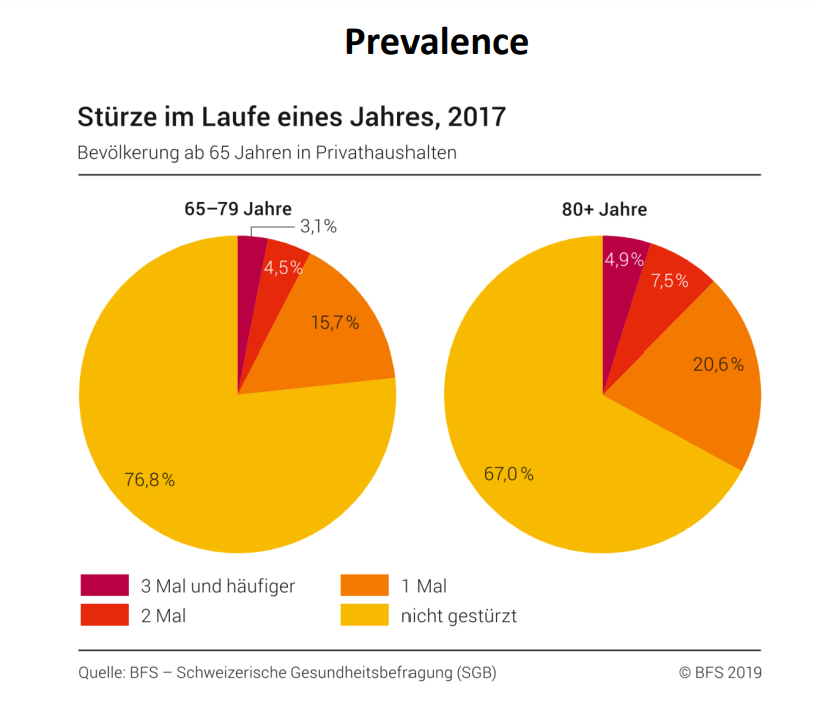 Prevalence
Stürze im Laufe eines Jahres, 2017
Bevölkerung ab 65 Jahren in Privathaushalten
65–79 Jahre
3,1%
4,5%
15,7%
76,8%
80+ Jahre
4,9%
7,5%
20,6%
67,0%
3 Mal und häufiger
2 Mal
1 Mal
nicht gestürzt
Quelle: BFS – Schweizerische Gesundheitsbefragung (SGB)
© BFS 2019